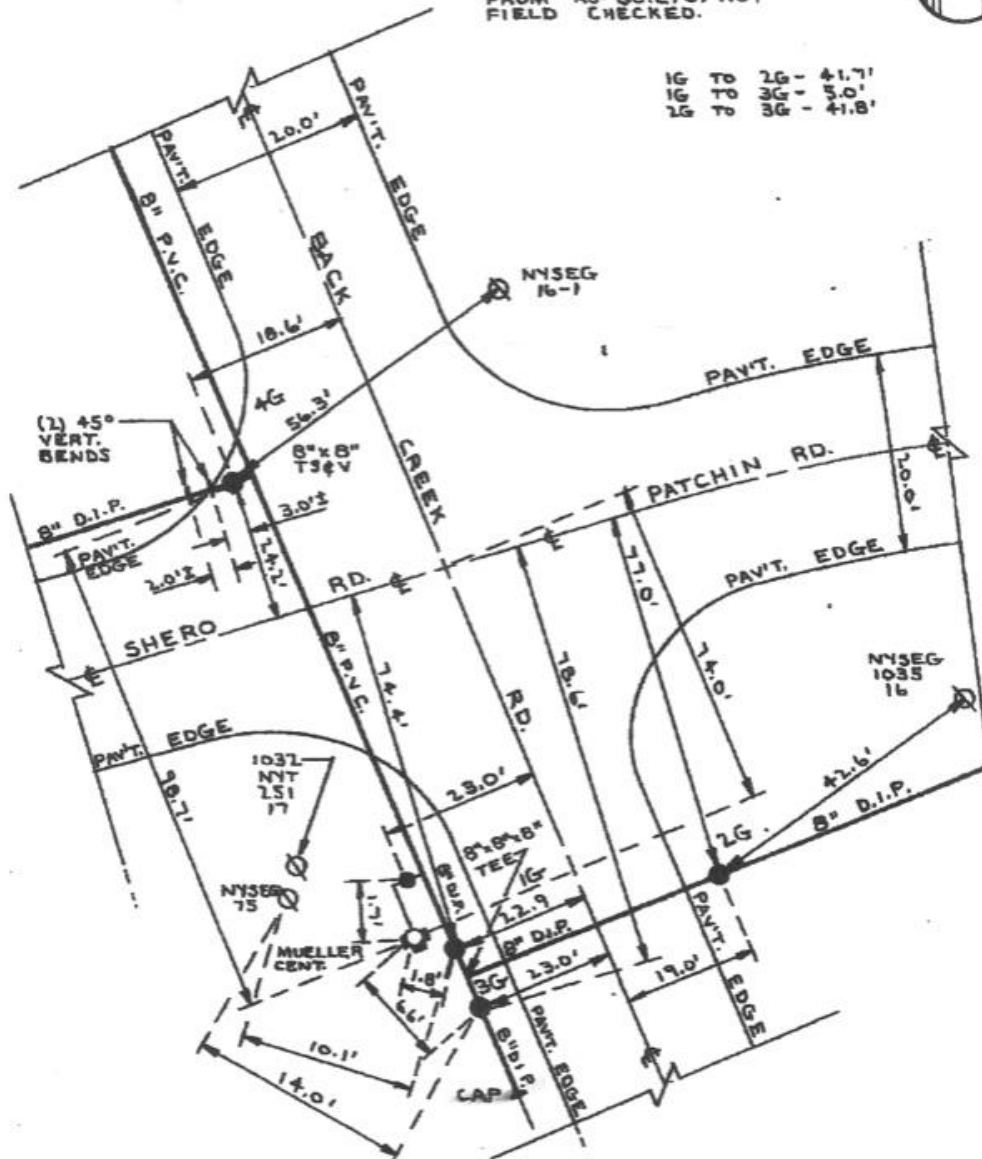 FIELD CHECKED.
1G TO 2G - 41.7'
1G TO 3G - 5.0'
2G TO 3G - 41.8'
PAV'T. EDGE
20.0'
PAV'T. EDGE
8" P.V.C.
BACK CREEK RD.
NYSEG
16-1
18.6'
PAV'T. EDGE
4G
56.3'
(2) 45°
VERT.
BENDS
8"x8"
TS&V
PATCHIN RD.
20.0'
8" D.I.P.
PAV'T.
EDGE
3.0'±
24.2'
2.0'±
77.0'
PAV'T. EDGE
SHERO RD.
8" P.V.C.
74.4'
78.6'
74.0'
NYSEG
1035
16
PAV'T. EDGE
98.7'
1032
NYT
251
17
23.0'
42.6'
8" D.I.P.
8"x8"x8"
TEE
2G
1G
NYSEG
75
1.7'
22.9
8" D.I.P.
MUELLER
CENT.
1.8'
3G
23.0'
19.0'
PAV'T. EDGE
6.6'
10.1'
14.0'
8" D.I.P.
PAV'T. EDGE
CAP